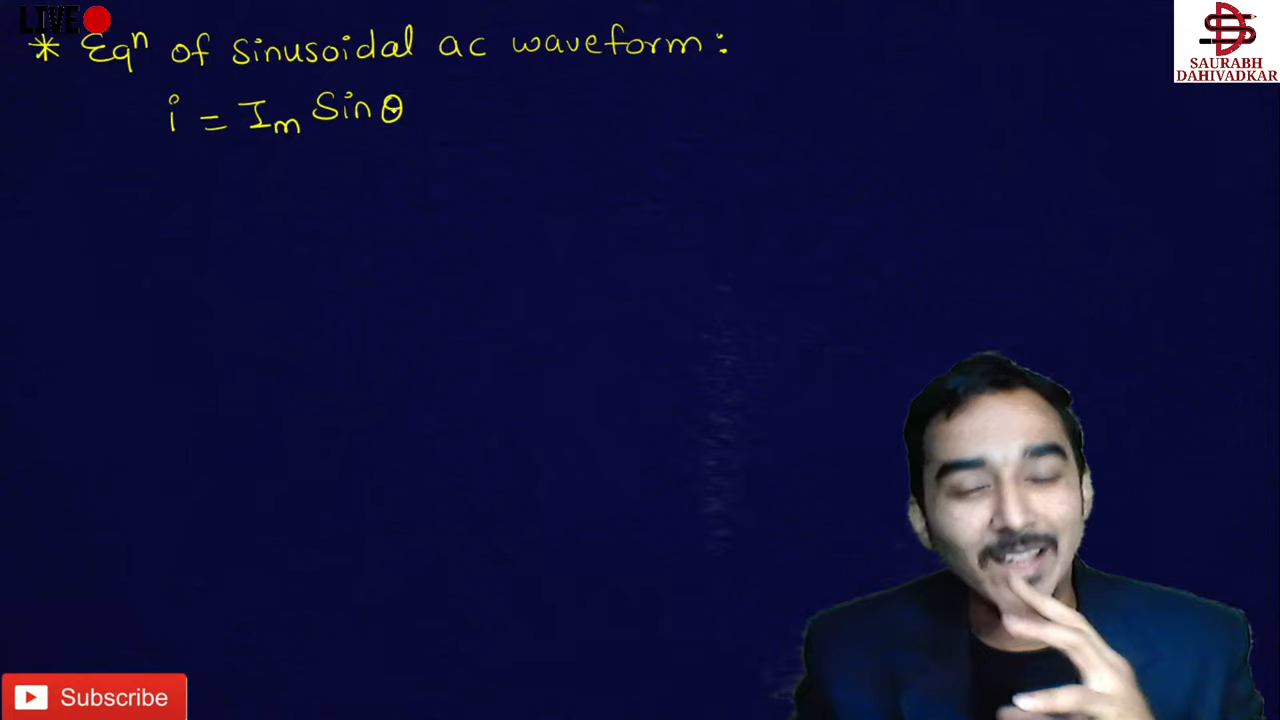 LIVE
* Eqⁿ of sinusoidal ac waveform :
i = Im Sinθ
SAURABH
DAHIVADKAR
Subscribe